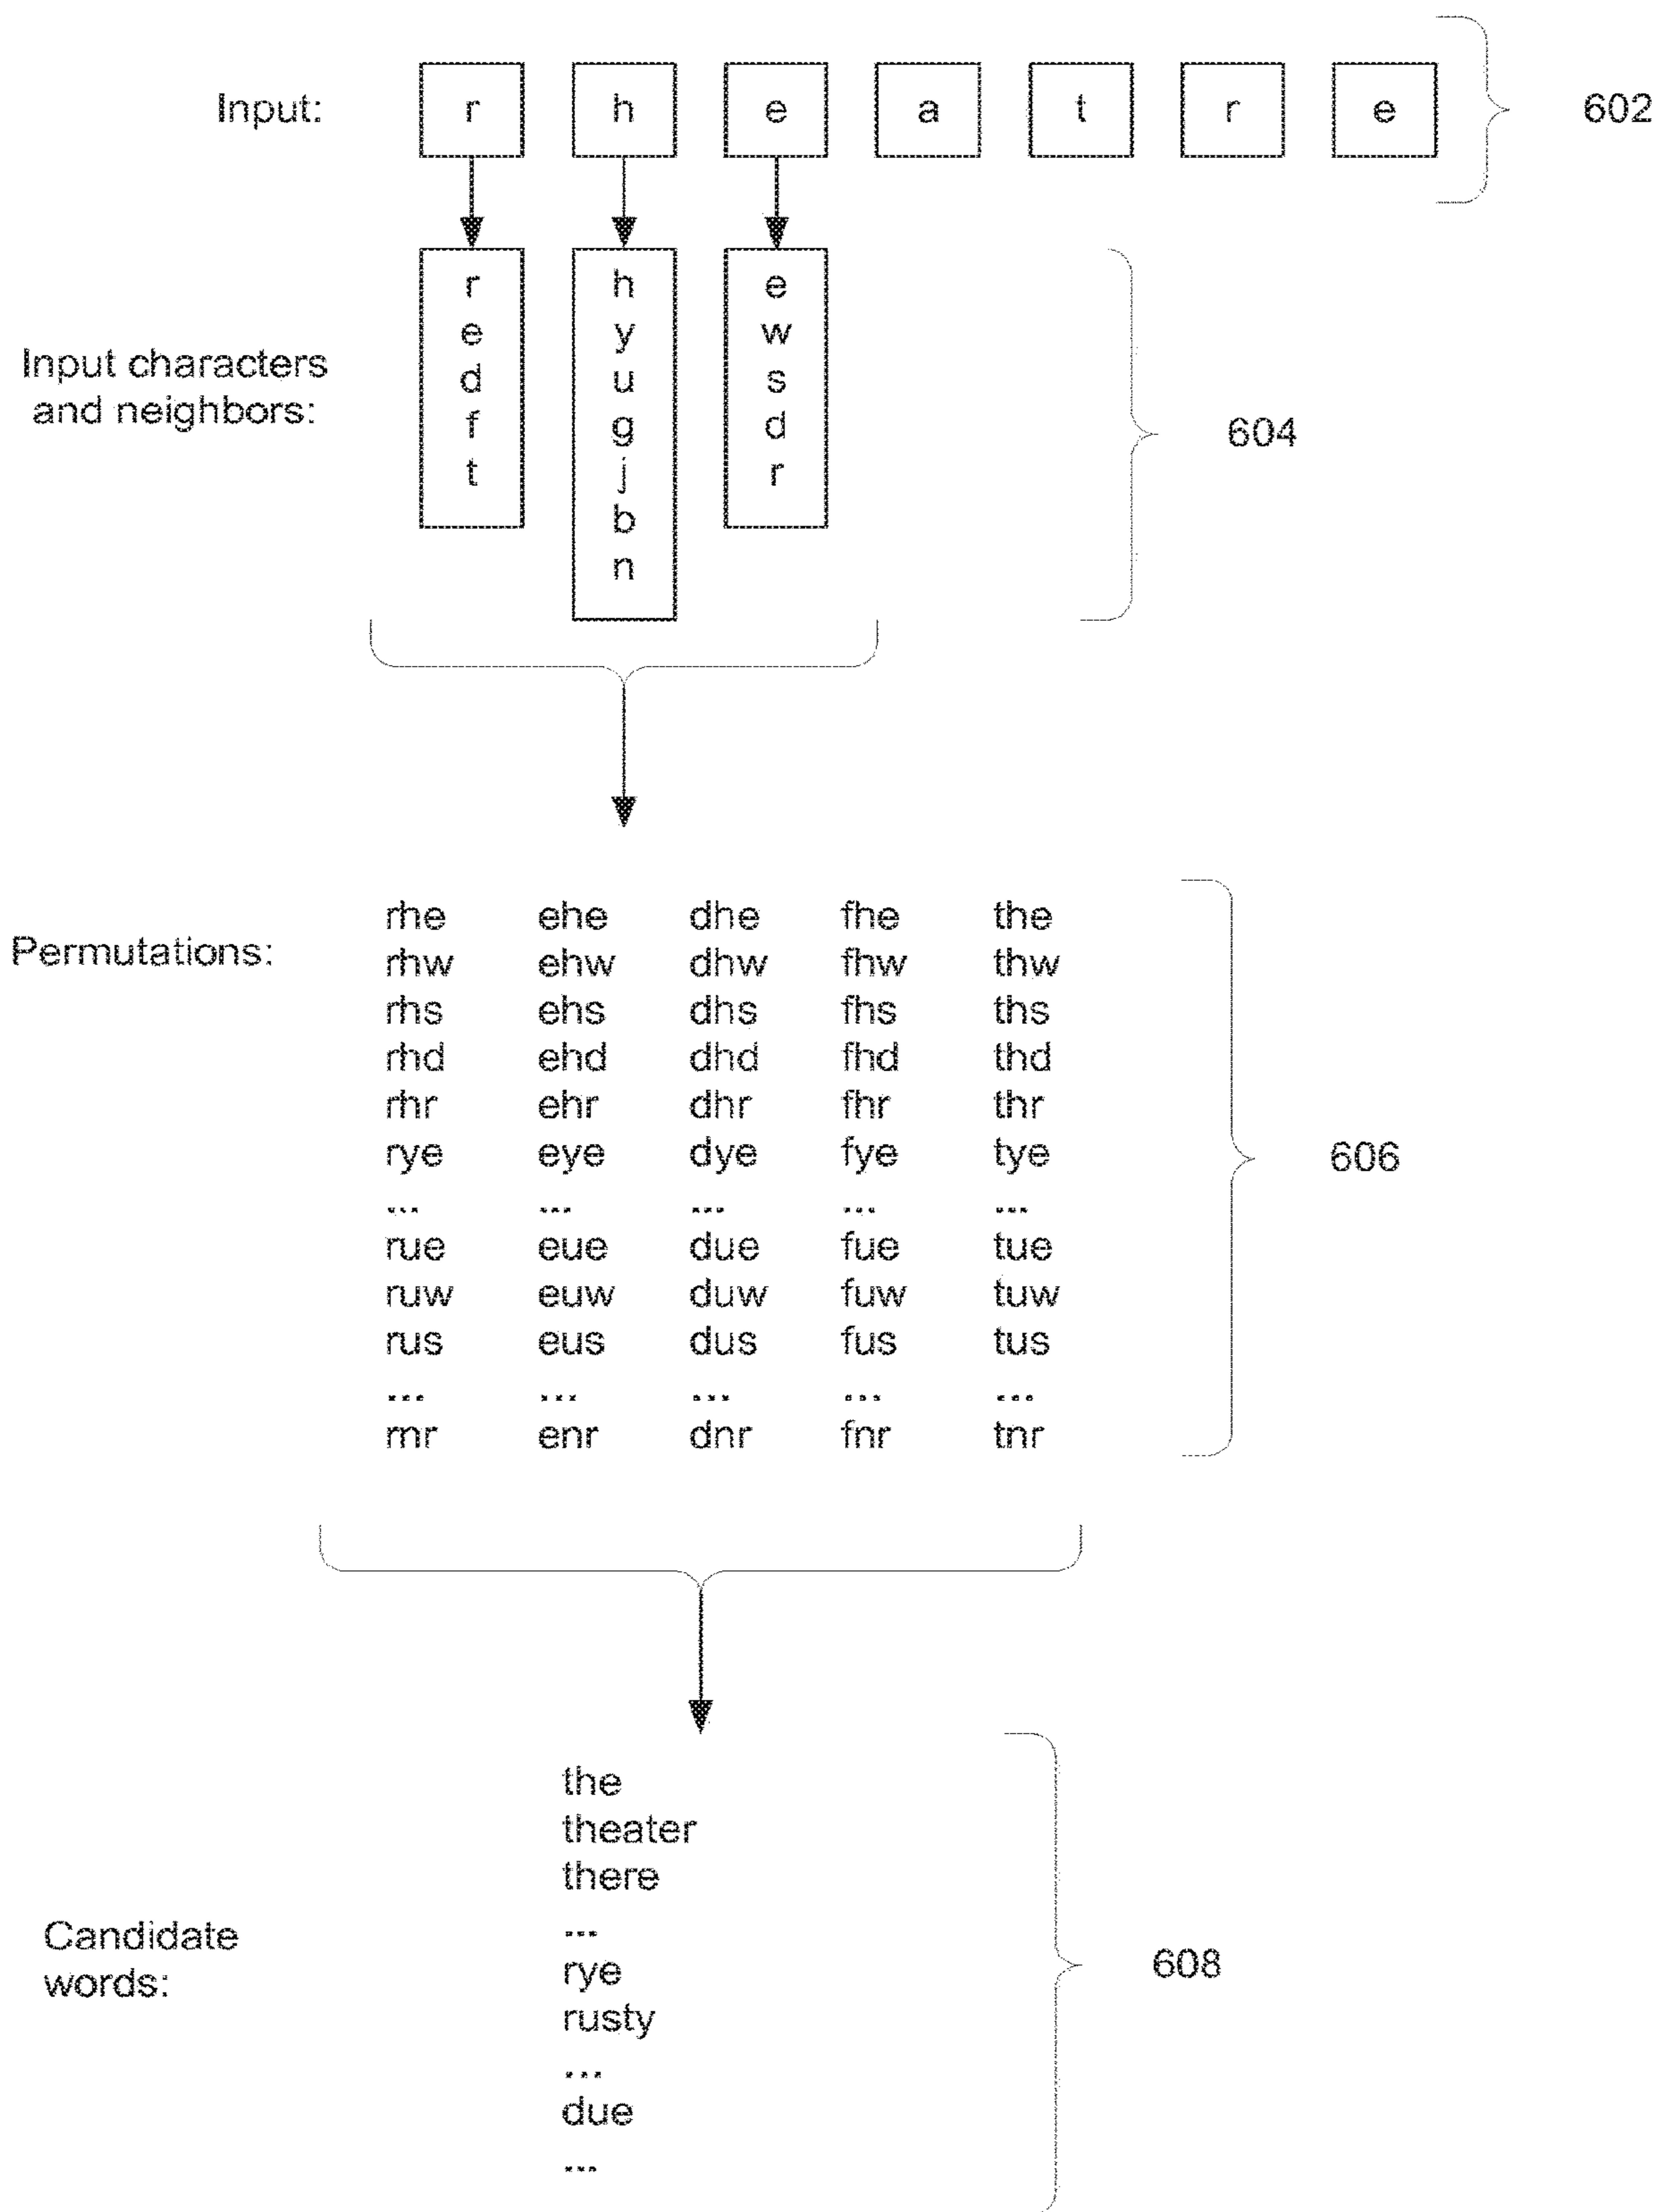 Input: r h e a t r e 602
r h e
e y w
d u s
f g d
t j r
b
n
Input characters
and neighbors:
604
Permutations:
rhe ehe dhe fhe the
rhw ehw dhw fhw thw
rhs ehs dhs fhs ths
rhd ehd dhd fhd thd
rhr ehr dhr fhr thr
rye eye dye fye tye
... ... ... ... ...
rue eue due fue tue
ruw euw duw fuw tuw
rus eus dus fus tus
... ... ... ... ...
rnr enr dnr fnr tnr
606
Candidate
words:
the
theater
there
...
rye
rusty
...
due
...
608